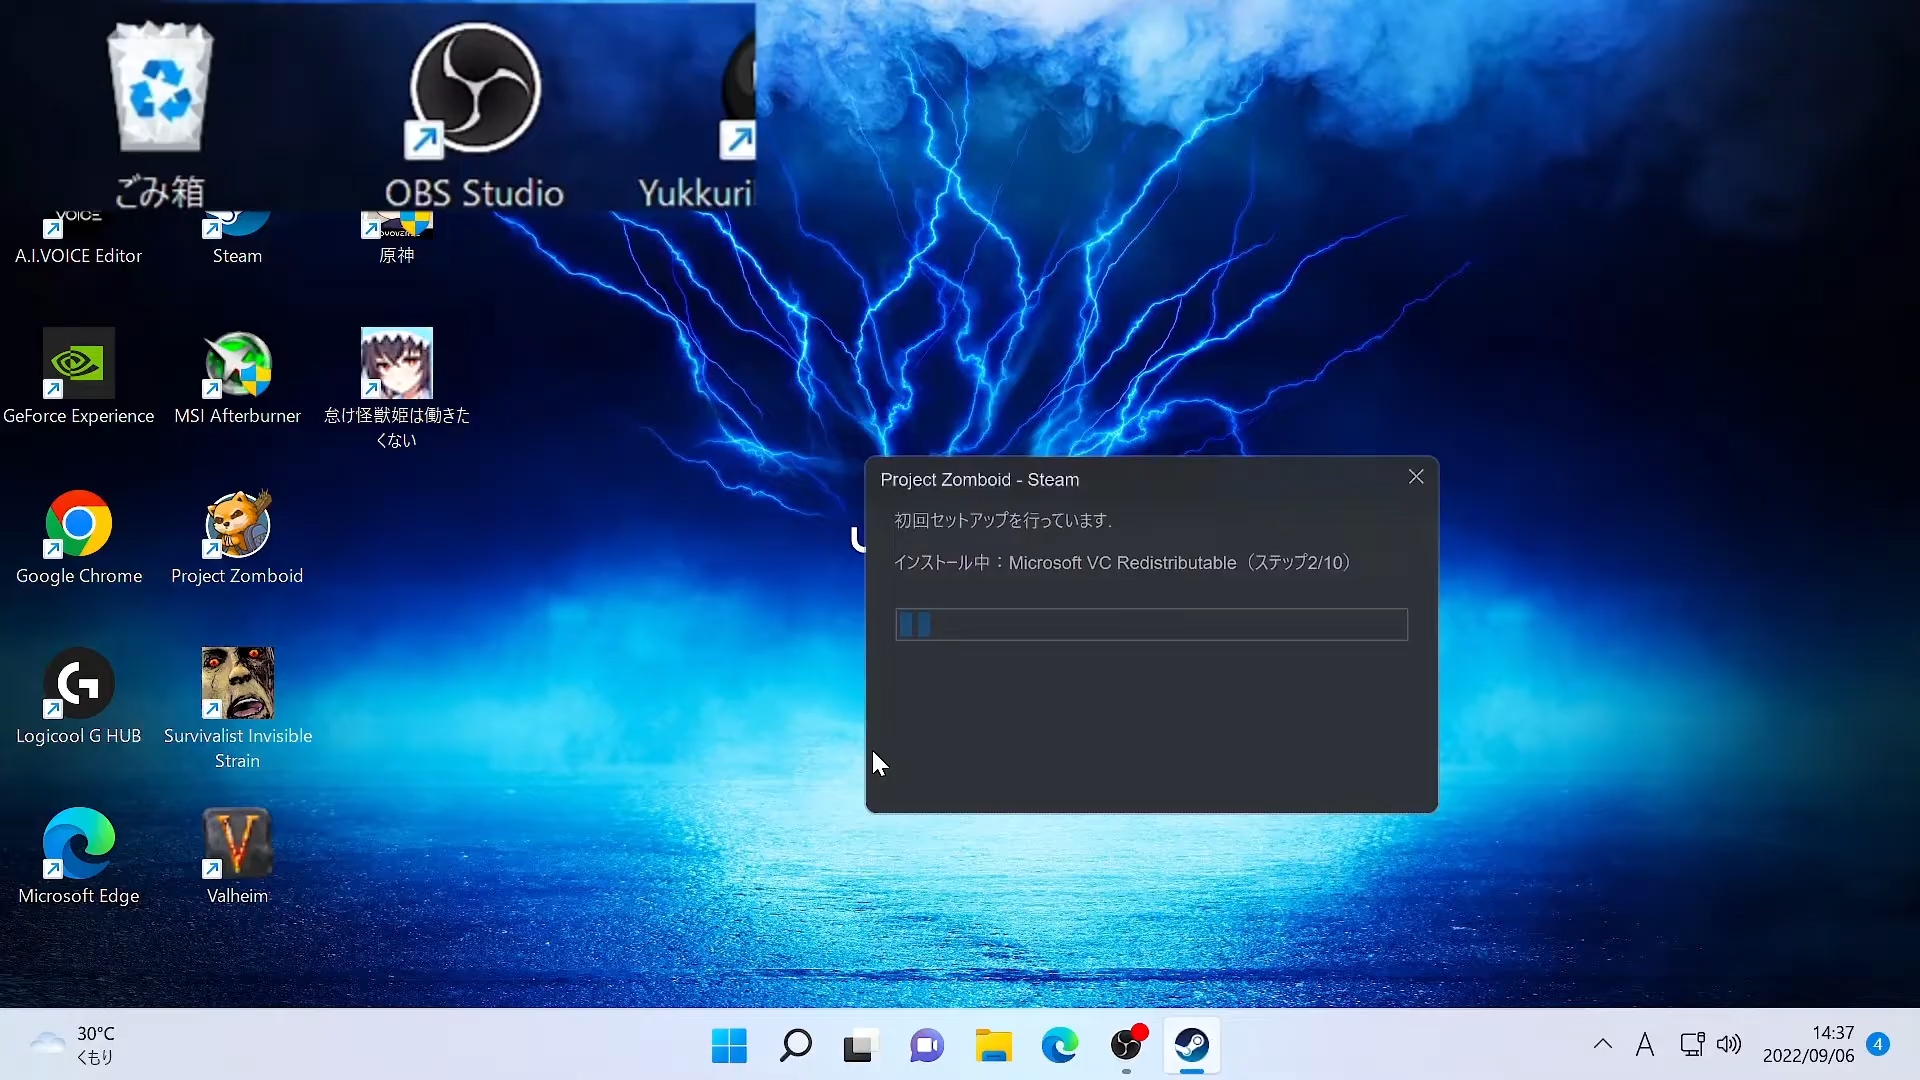 ごみ箱
OBS Studio
Yukkuri
VOICE
A.I.VOICE Editor
Steam
原神
GeForce Experience
MSI Afterburner
怠け怪獣姫は働きた
くない
Google Chrome
Project Zomboid
Logicool G HUB
Survivalist Invisible
Strain
Microsoft Edge
Valheim
Project Zomboid - Steam
初回セットアップを行っています.
インストール中：Microsoft VC Redistributable（ステップ2/10）
30°C
くもり
A
14:37
2022/09/06
4